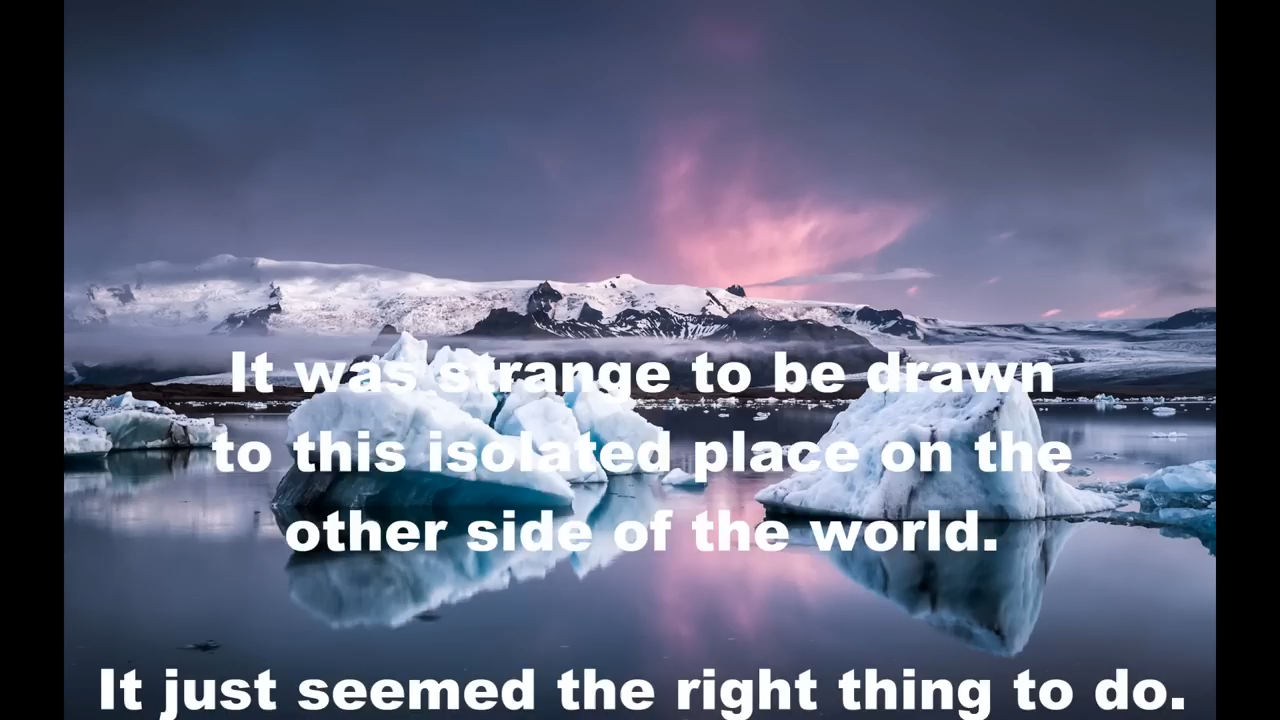 It was strange to be drawn
to this isolated place on the
other side of the world.
It just seemed the right thing to do.